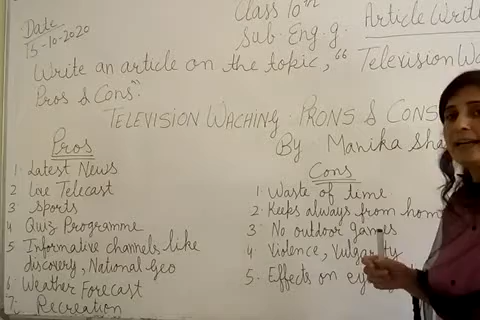 Date
15-10-2020
Class 10th
Sub. Eng. g.
Article Writi
Write an article on the topic, "Television Wa
Pros & Cons".
TELEVISION WACHING PRONS & CONS
By Manika Sha
Pros
1. Latest News
2 Live Telecast
3 Sports
4 Quiz Programme
5 Informative channels like
discovery, National Geo
6. Weather Forecast
7. Recreation
Cons
1. Waste of time
2. Keeps always from hom
3. No outdoor games
4. Violence, Vulgarity
5. Effects on